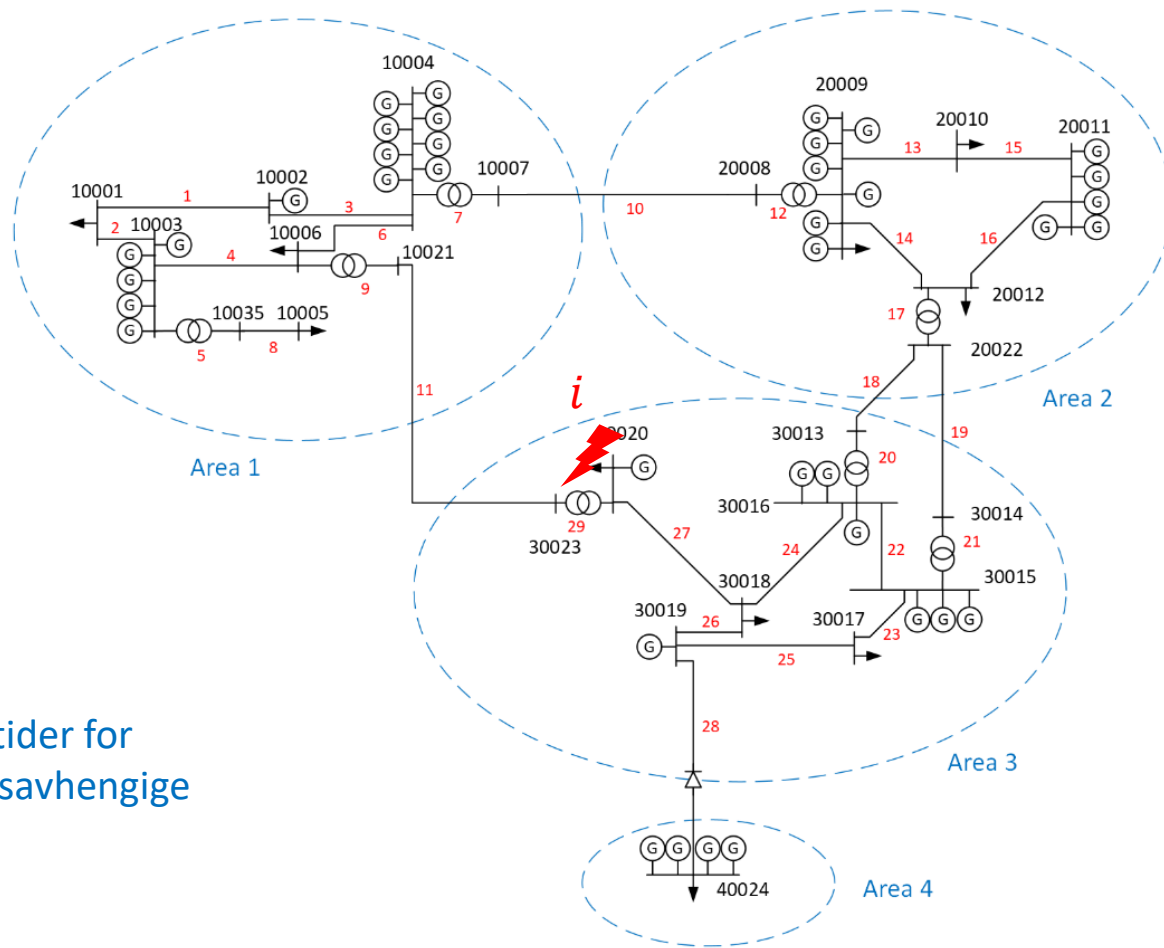 10004
G G
G G
G G
G G
10001
1
10002
G
3
10007
7
2
10003
G
G
G
G
G
4
10006
6
9
10021
10035
10005
5
8
Area 1
10
20008
12
20009
G
G
G
G
G
G
G
13
20010
15
20011
G
G
G
G G
14
16
20012
17
20022
18
19
Area 2
11
i
G
29
30023
27
30013
20
G G
30016
G
24
22
30014
21
30015
G G G
30018
30019
G
26
30017
23
25
28
Area 3
tider for
savhengige
G G G G
40024
Area 4